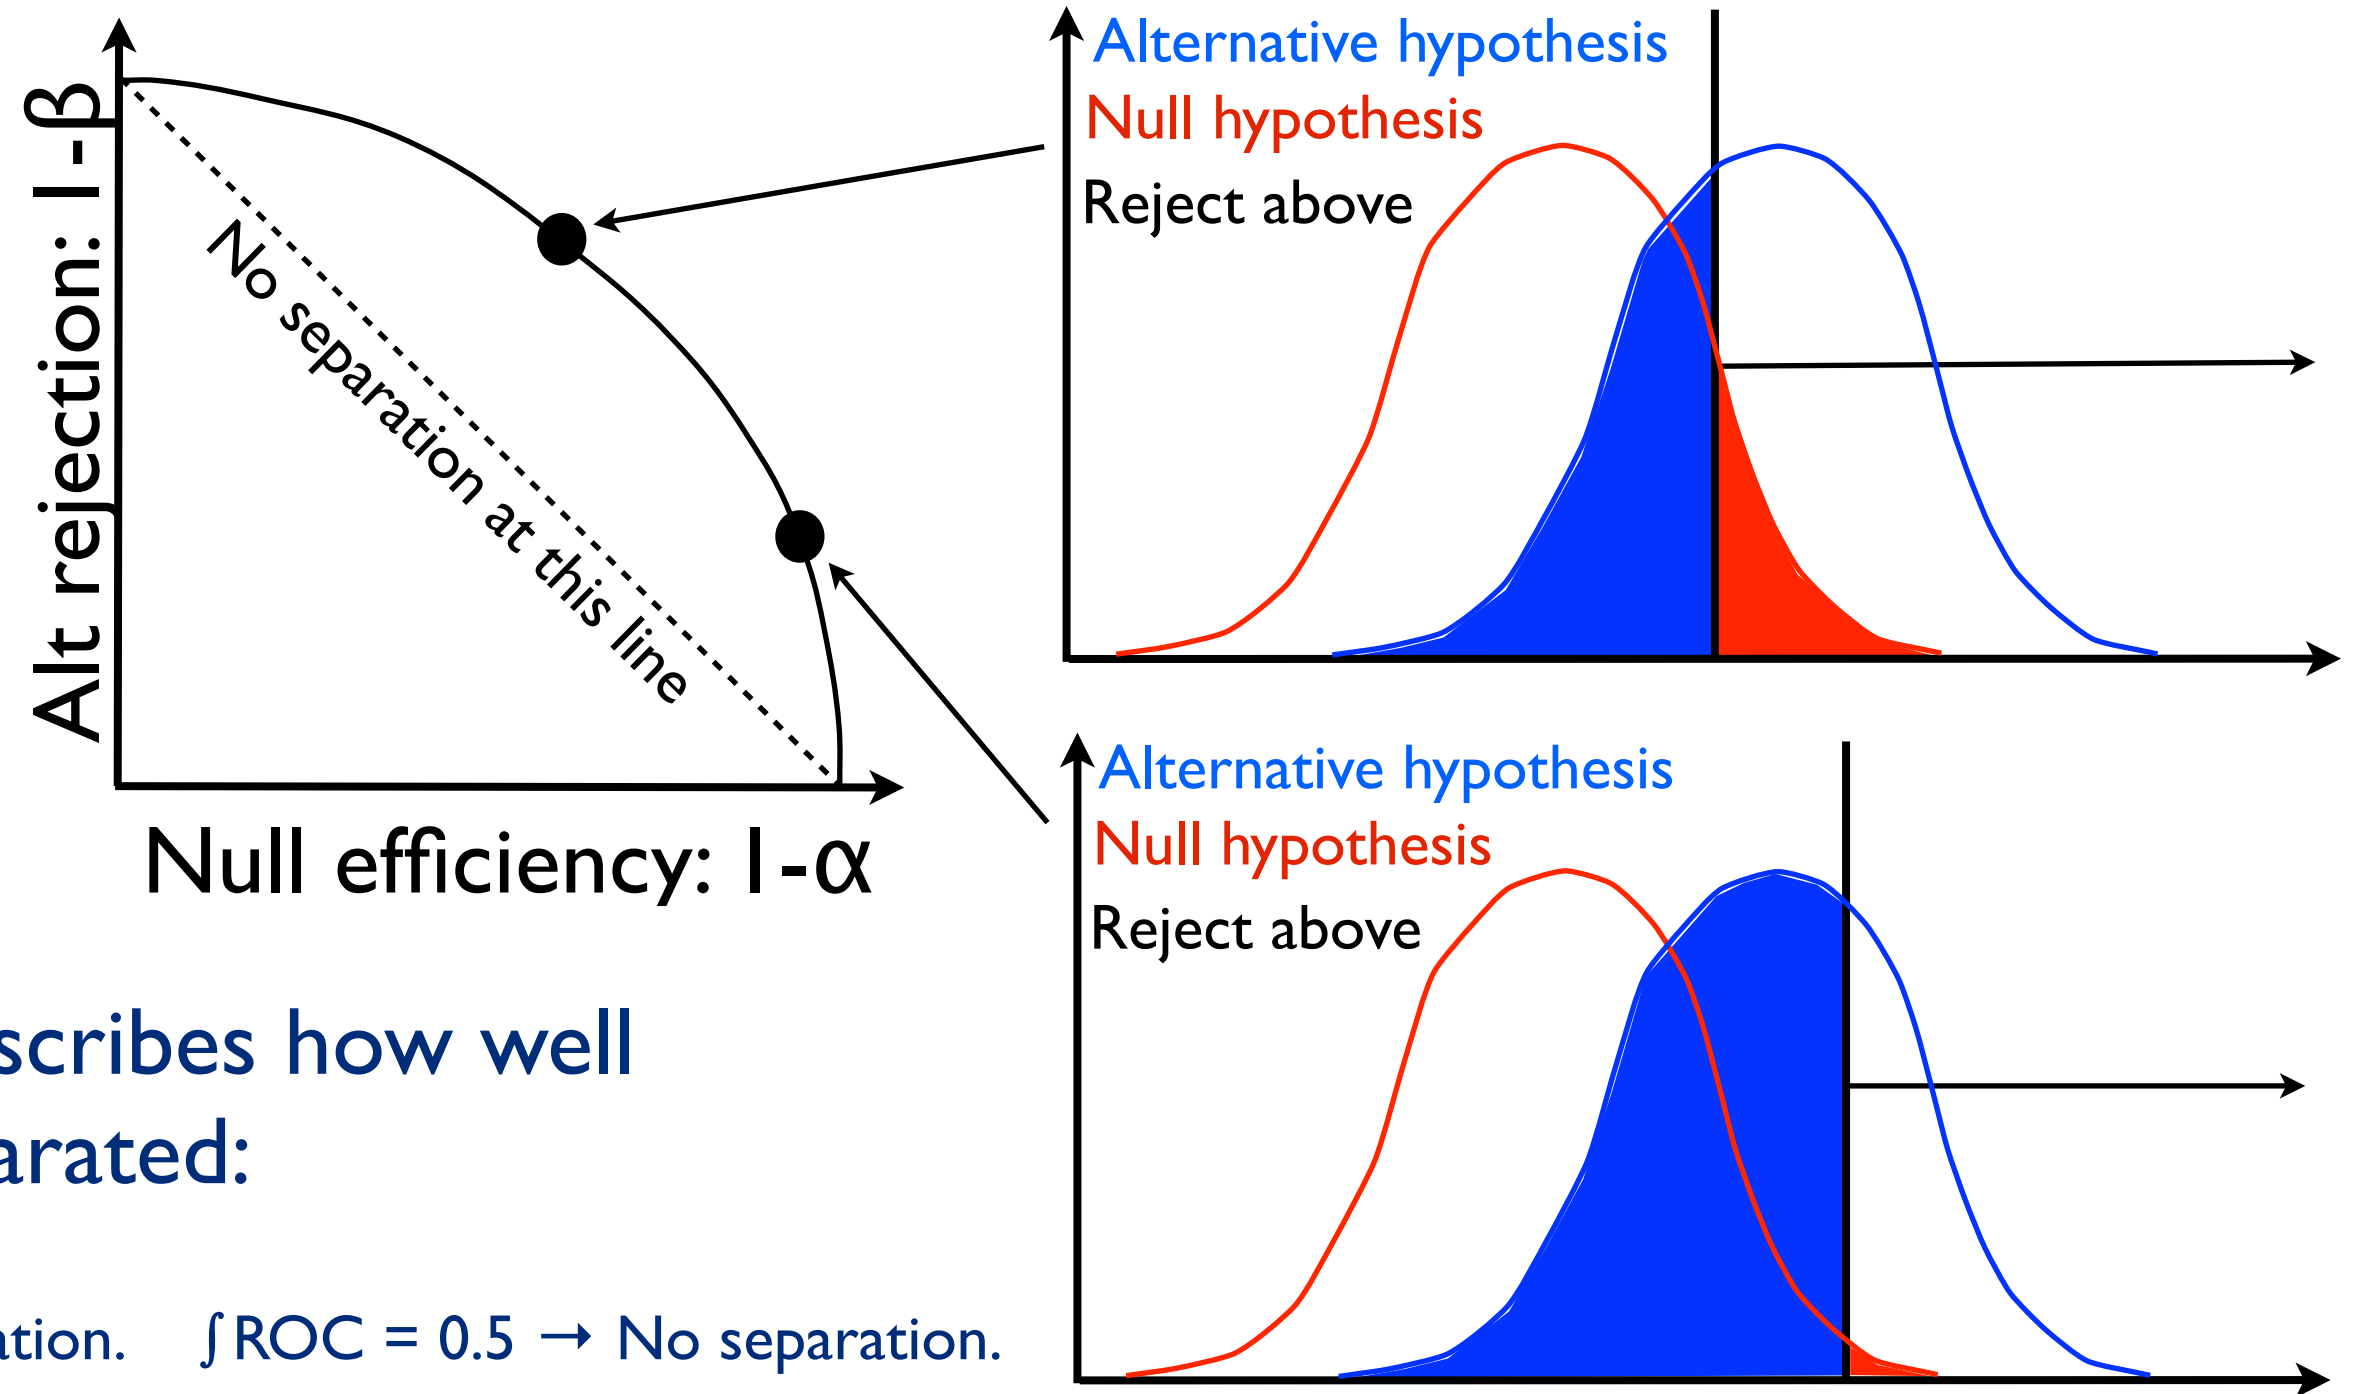 Alt rejection: 1-β
No separation at this line
Null efficiency: 1-α
Alternative hypothesis
Null hypothesis
Reject above
Alternative hypothesis
Null hypothesis
Reject above
scribes how well
arated:
ation. ∫ROC = 0.5 → No separation.